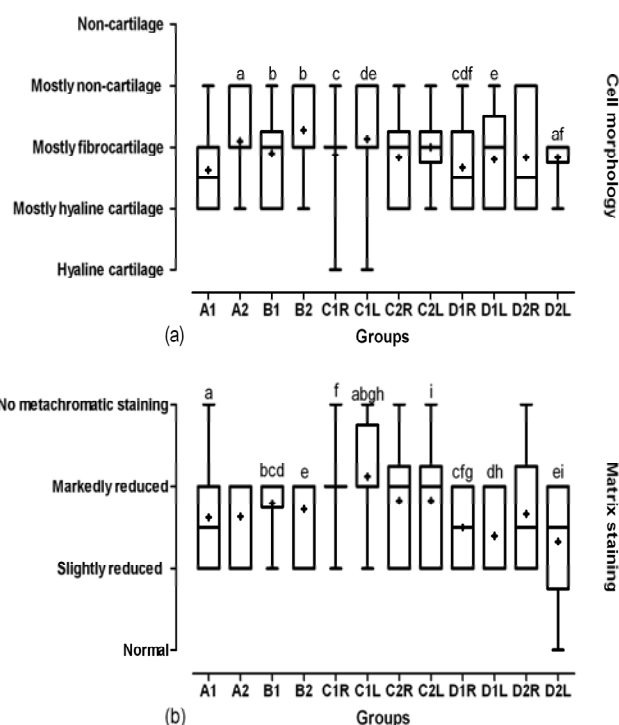 Non-cartilage
Mostly non-cartilage
Mostly fibrocartilage
Mostly hyaline cartilage
Hyaline cartilage
a b b c de cdf e af
Cell morphology
A1 A2 B1 B2 C1R C1L C2R C2L D1R D1L D2R D2L
(a)
Groups
No metachromatic staining
Markedly reduced
Slightly reduced
Normal
a bcd e f abgh i cfg dh ei
Matrix staining
A1 A2 B1 B2 C1R C1L C2R C2L D1R D1L D2R D2L
(b)
Groups